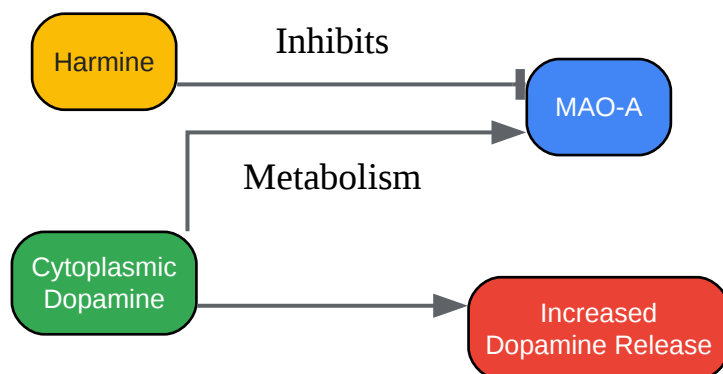 Inhibits
Harmine
MAO-A
Metabolism
Cytoplasmic
Dopamine
Increased
Dopamine Release